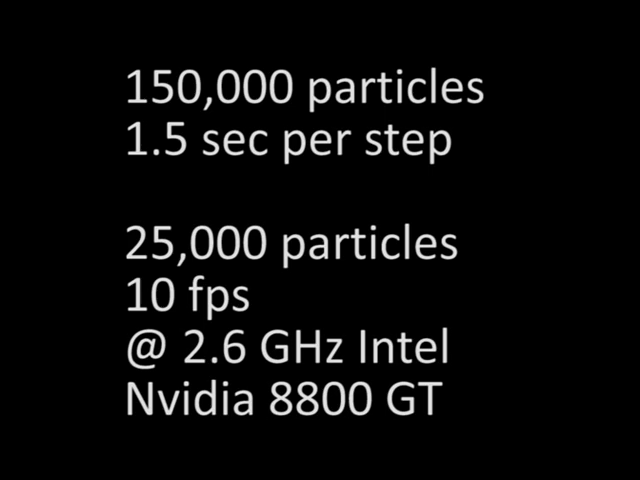 150,000 particles
1.5 sec per step
25,000 particles
10 fps
@ 2.6 GHz Intel
Nvidia 8800 GT